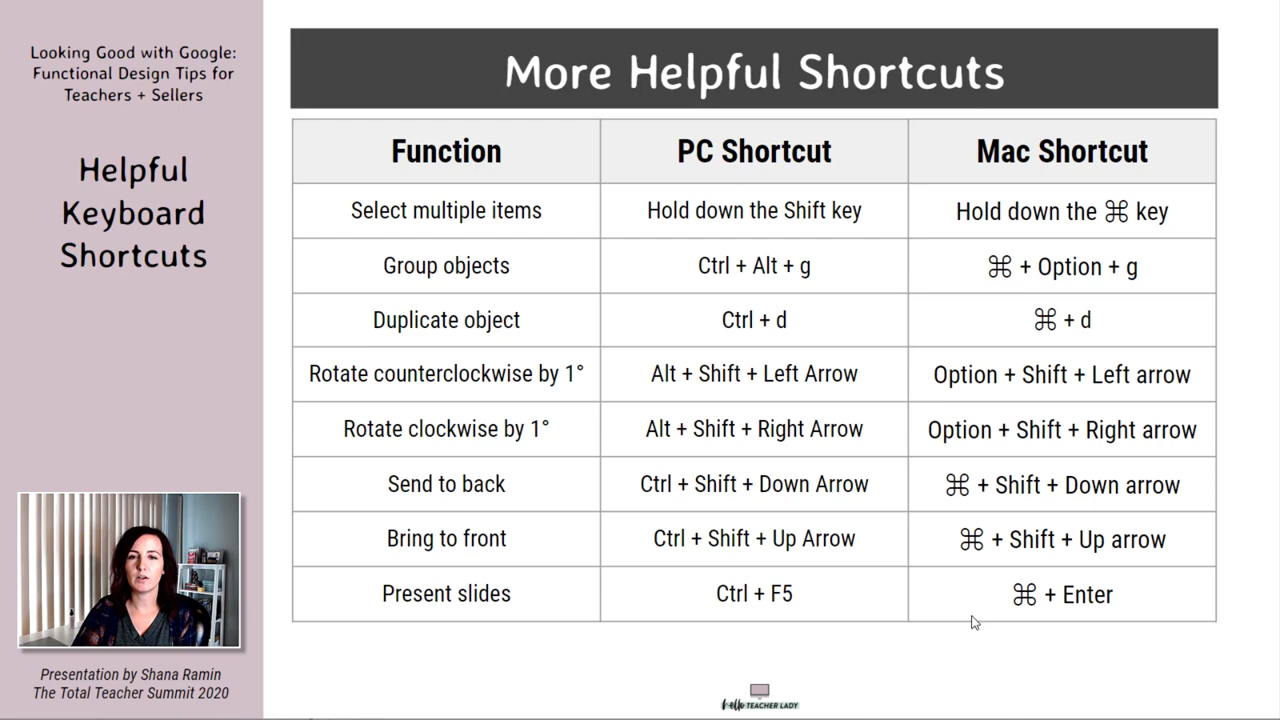 Looking Good with Google:
Functional Design Tips for
Teachers + Sellers
Helpful
Keyboard
Shortcuts
Presentation by Shana Ramin
The Total Teacher Summit 2020
More Helpful Shortcuts
Function PC Shortcut Mac Shortcut
Select multiple items Hold down the Shift key Hold down the ⌘ key
Group objects Ctrl + Alt + g ⌘ + Option + g
Duplicate object Ctrl + d ⌘ + d
Rotate counterclockwise by 1° Alt + Shift + Left Arrow Option + Shift + Left arrow
Rotate clockwise by 1° Alt + Shift + Right Arrow Option + Shift + Right arrow
Send to back Ctrl + Shift + Down Arrow ⌘ + Shift + Down arrow
Bring to front Ctrl + Shift + Up Arrow ⌘ + Shift + Up arrow
Present slides Ctrl + F5 ⌘ + Enter
hello TEACHER LADY